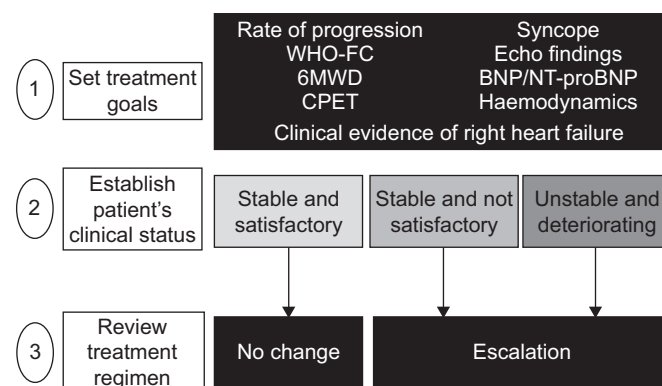 1
Set treatment
goals
Rate of progression
WHO-FC
6MWD
CPET
Syncope
Echo findings
BNP/NT-proBNP
Haemodynamics
Clinical evidence of right heart failure
2
Establish
patient's
clinical status
Stable and
satisfactory
Stable and not
satisfactory
Unstable and
deteriorating
3
Review
treatment
regimen
No change
Escalation